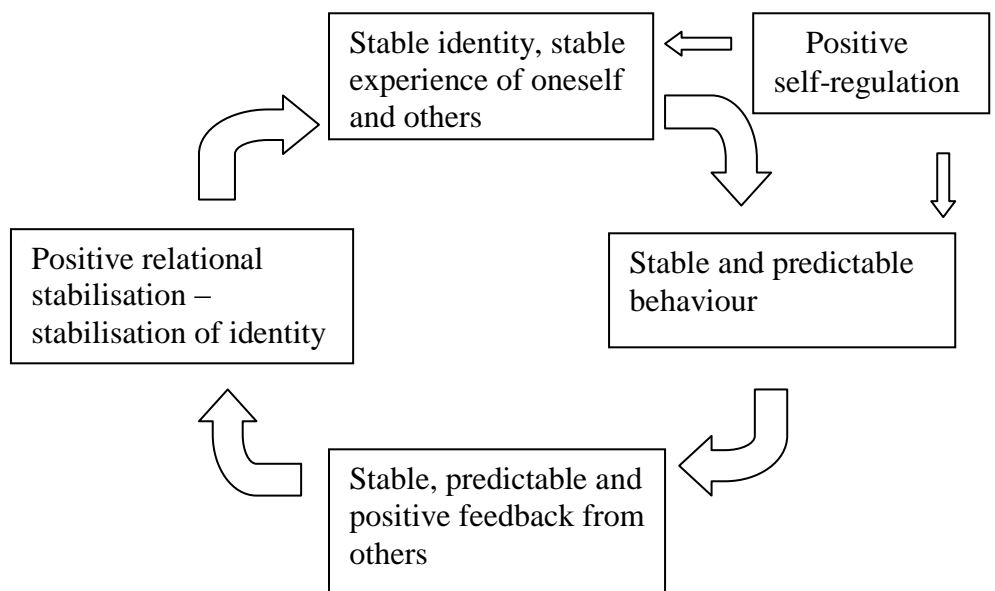 Stable identity, stable
experience of oneself
and others
Positive
self-regulation
Positive relational
stabilisation –
stabilisation of identity
Stable and predictable
behaviour
Stable, predictable and
positive feedback from
others